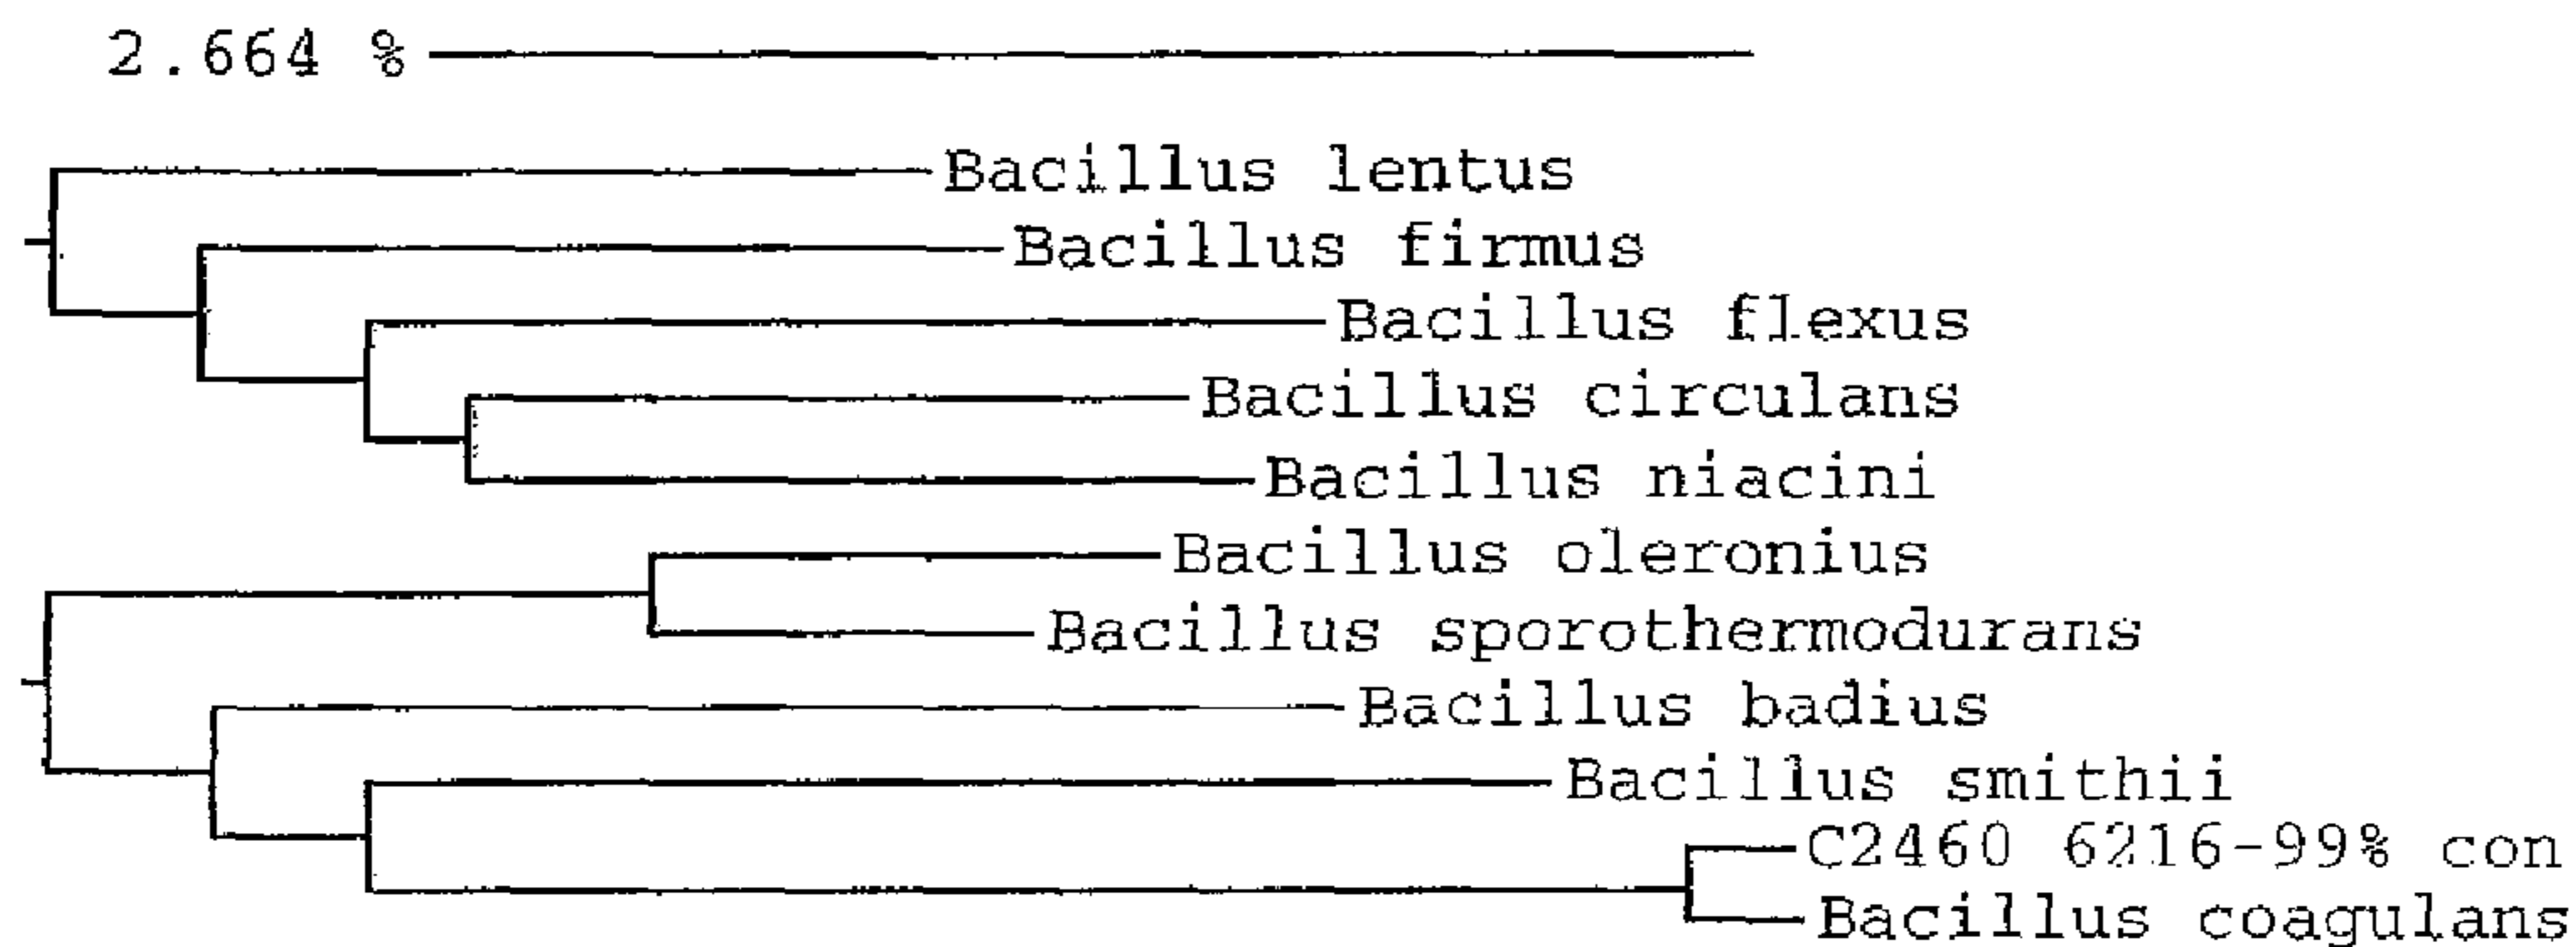 2.664 %
Bacillus lentus
Bacillus firmus
Bacillus flexus
Bacillus circulans
Bacillus niacini
Bacillus oleronius
Bacillus sporothermodurans
Bacillus badius
Bacillus smithii
C2460 6216-99% con
Bacillus coagulans